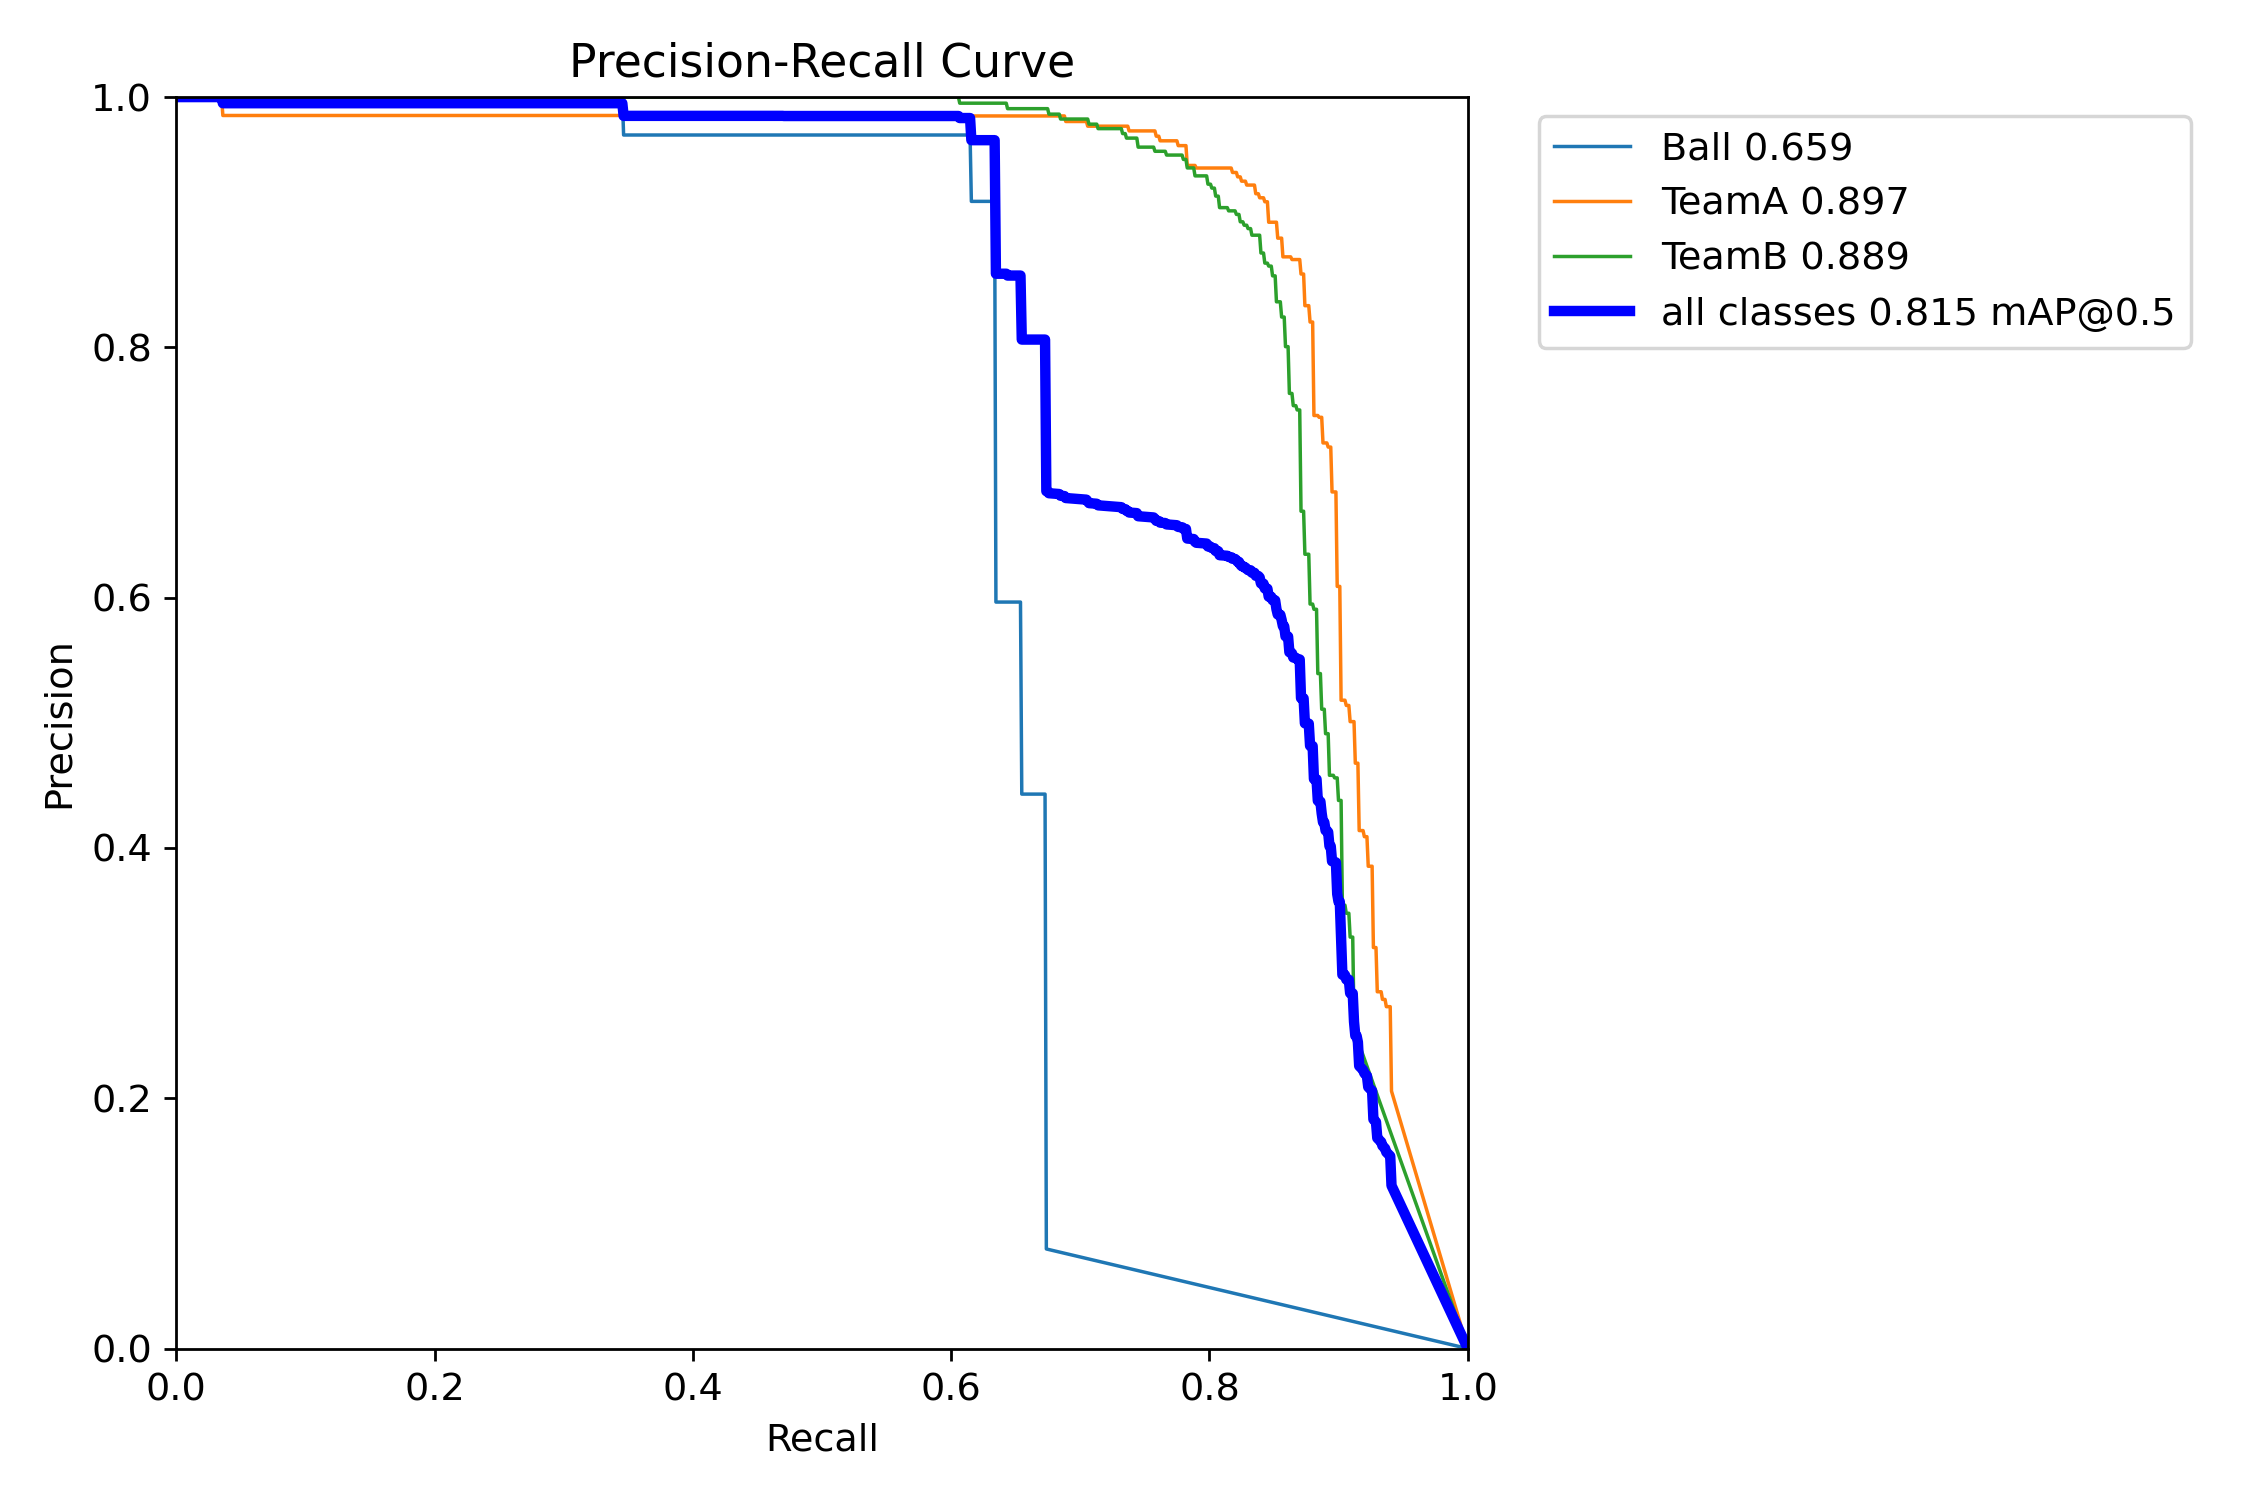 Precision-Recall Curve
1.0
0.8
0.6
0.4
0.2
0.0
Precision
0.0 0.2 0.4 0.6 0.8 1.0
Recall
Ball 0.659
TeamA 0.897
TeamB 0.889
all classes 0.815 mAP@0.5